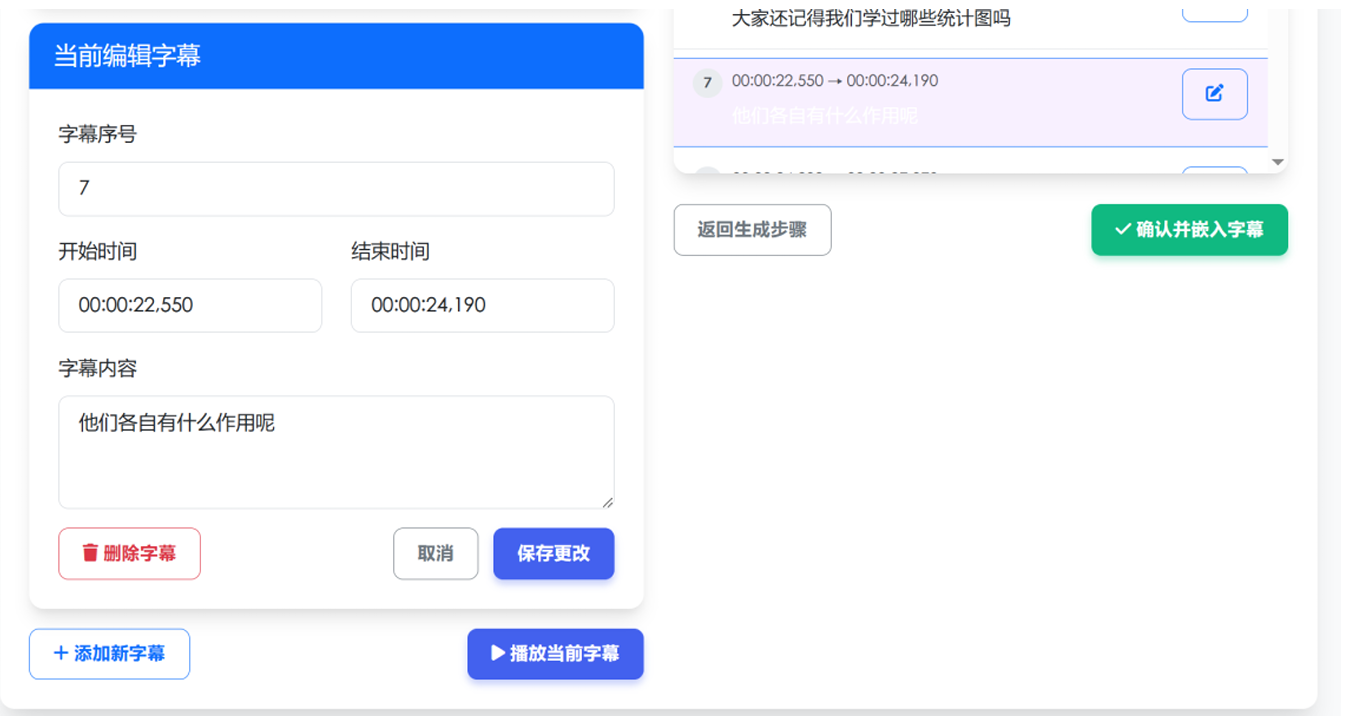 当前编辑字幕
字幕序号
7
开始时间
结束时间
00:00:22,550
00:00:24,190
字幕内容
他们各自有什么作用呢
删除字幕
取消
保存更改
添加新字幕
播放当前字幕
大家还记得我们学过哪些统计图吗
7
00:00:22,550 → 00:00:24,190
他们各自有什么作用呢
返回生成步骤
确认并嵌入字幕